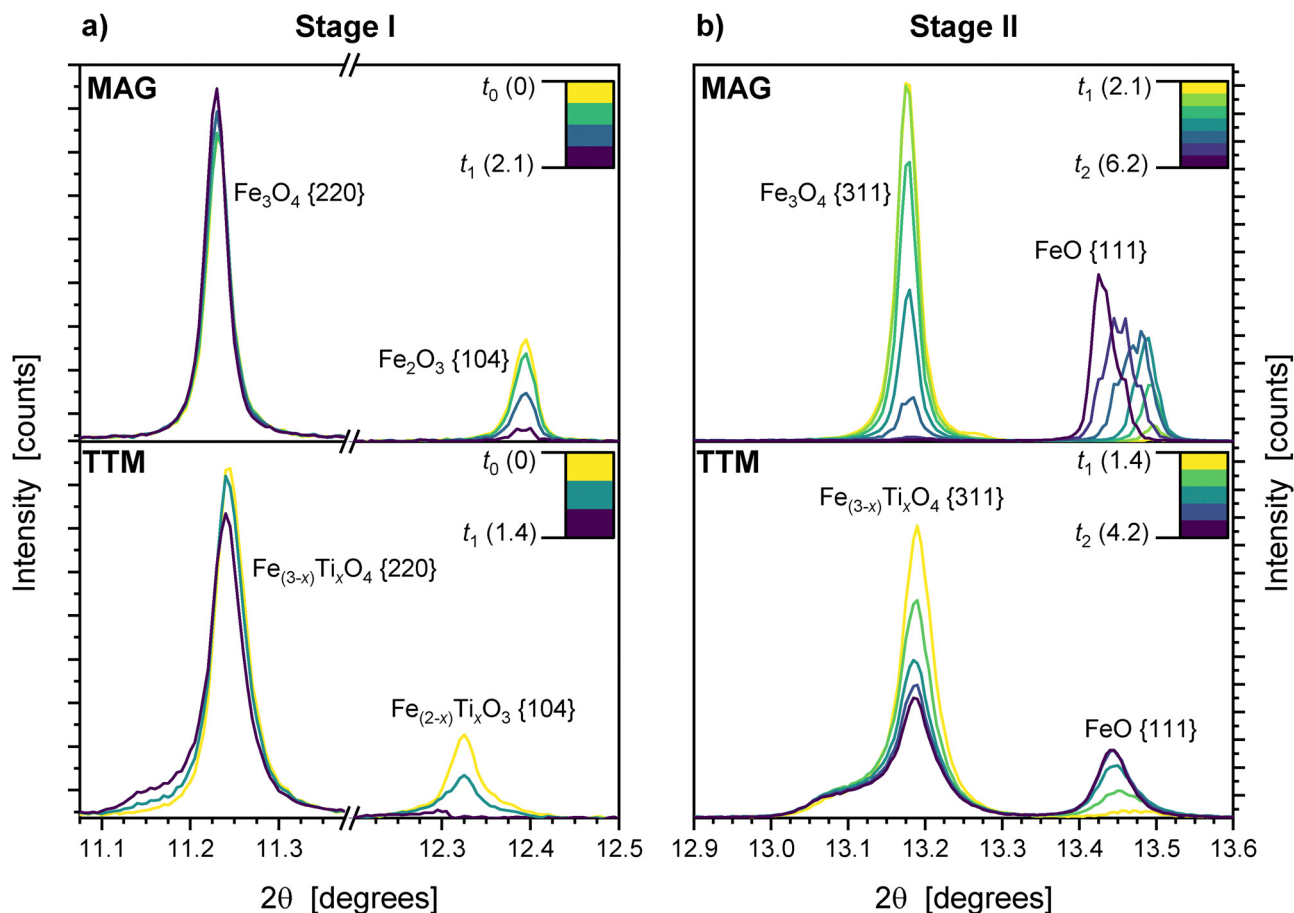 a) Stage I
b) Stage II
MAG
t₀ (0)
t₁ (2.1)
Fe₃O₄ {220}
Fe₂O₃ {104}
MAG
t₁ (2.1)
t₂ (6.2)
Fe₃O₄ {311}
FeO {111}
TTM
t₀ (0)
t₁ (1.4)
Fe₍₃₋ₓ₎TiₓO₄ {220}
Fe₍₂₋ₓ₎TiₓO₃ {104}
TTM
t₁ (1.4)
t₂ (4.2)
Fe₍₃₋ₓ₎TiₓO₄ {311}
FeO {111}
Intensity [counts]
Intensity [counts]
11.1 11.2 11.3 12.3 12.4 12.5
12.9 13.0 13.1 13.2 13.3 13.4 13.5 13.6
2θ [degrees]
2θ [degrees]